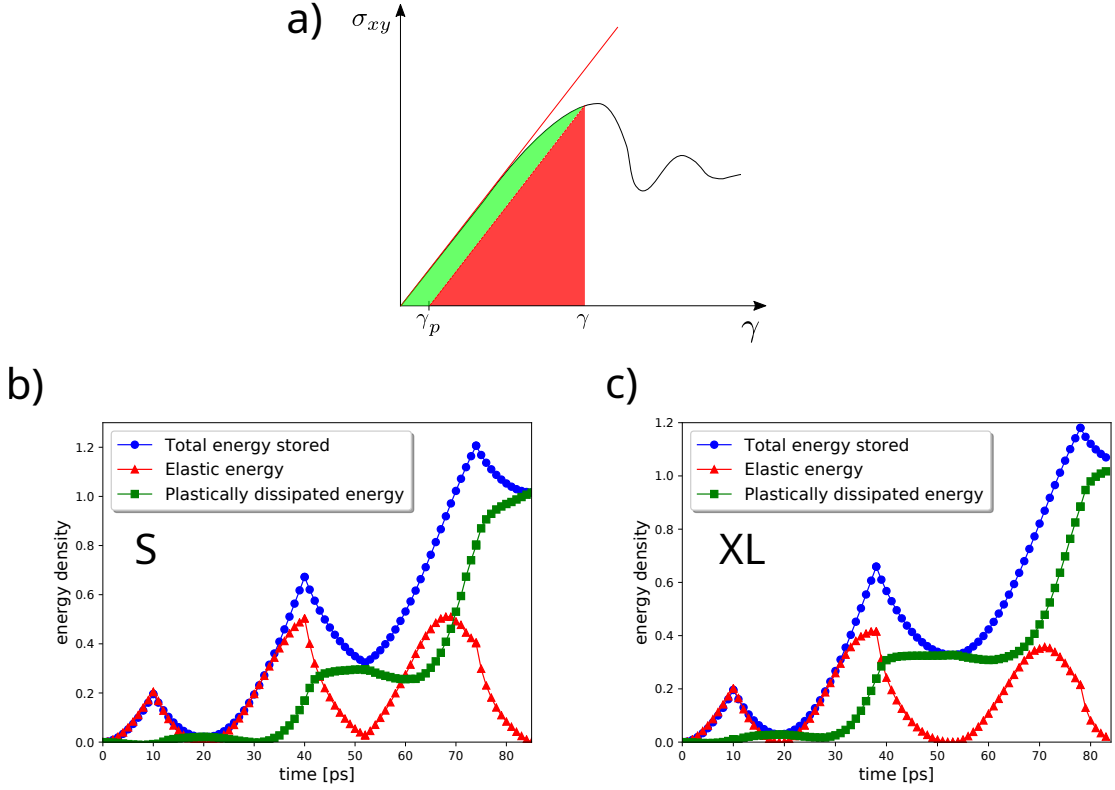 a)
σxy
γp
γ
γ
b)
c)
Total energy stored
Elastic energy
Plastically dissipated energy
S
energy density
0.0
0.2
0.4
0.6
0.8
1.0
1.2
0 10 20 30 40 50 60 70 80
time [ps]
Total energy stored
Elastic energy
Plastically dissipated energy
XL
energy density
0.0
0.2
0.4
0.6
0.8
1.0
1.2
0 10 20 30 40 50 60 70 80
time [ps]